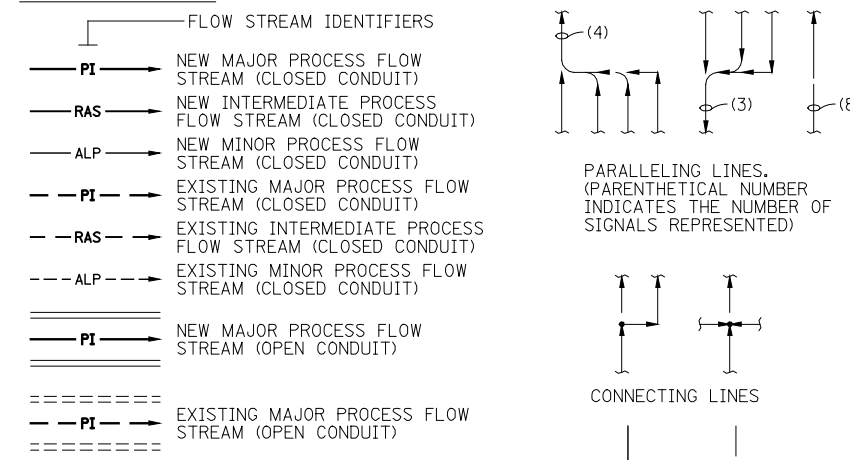 FLOW STREAM IDENTIFIERS
PI
NEW MAJOR PROCESS FLOW
STREAM (CLOSED CONDUIT)
RAS
NEW INTERMEDIATE PROCESS
FLOW STREAM (CLOSED CONDUIT)
ALP
NEW MINOR PROCESS FLOW
STREAM (CLOSED CONDUIT)
PI
EXISTING MAJOR PROCESS FLOW
STREAM (CLOSED CONDUIT)
RAS
EXISTING INTERMEDIATE PROCESS
FLOW STREAM (CLOSED CONDUIT)
ALP
EXISTING MINOR PROCESS FLOW
STREAM (CLOSED CONDUIT)
PI
NEW MAJOR PROCESS FLOW
STREAM (OPEN CONDUIT)
PI
EXISTING MAJOR PROCESS FLOW
STREAM (OPEN CONDUIT)
(4)
(3)
(8
PARALLELING LINES.
(PARENTHETICAL NUMBER
INDICATES THE NUMBER OF
SIGNALS REPRESENTED)
CONNECTING LINES